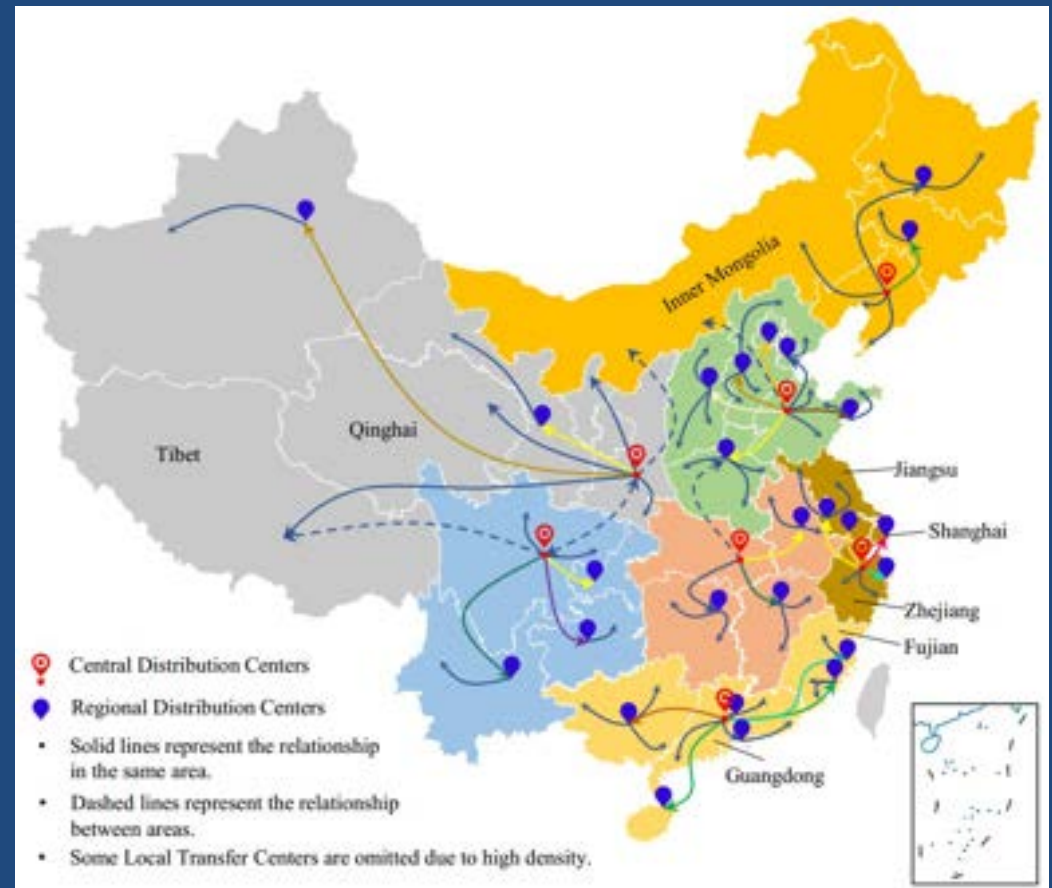 Inner Mongolia
Qinghai
Tibet
Jiangsu
Shanghai
Zhejiang
Fujian
Guangdong
Central Distribution Centers
Regional Distribution Centers
• Solid lines represent the relationship
in the same area.
• Dashed lines represent the relationship
between areas.
• Some Local Transfer Centers are omitted due to high density.